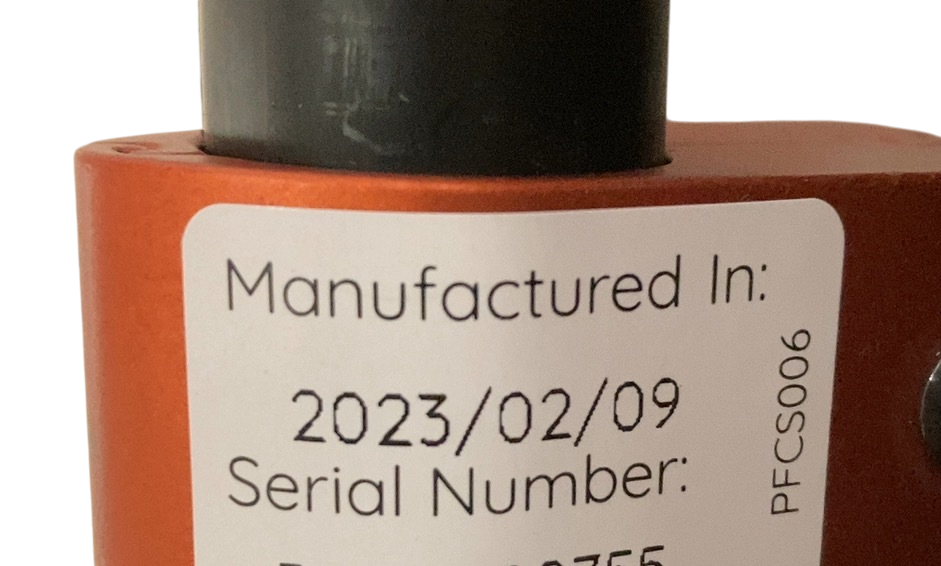 Manufactured In:
2023/02/09
Serial Number:
PFCS006